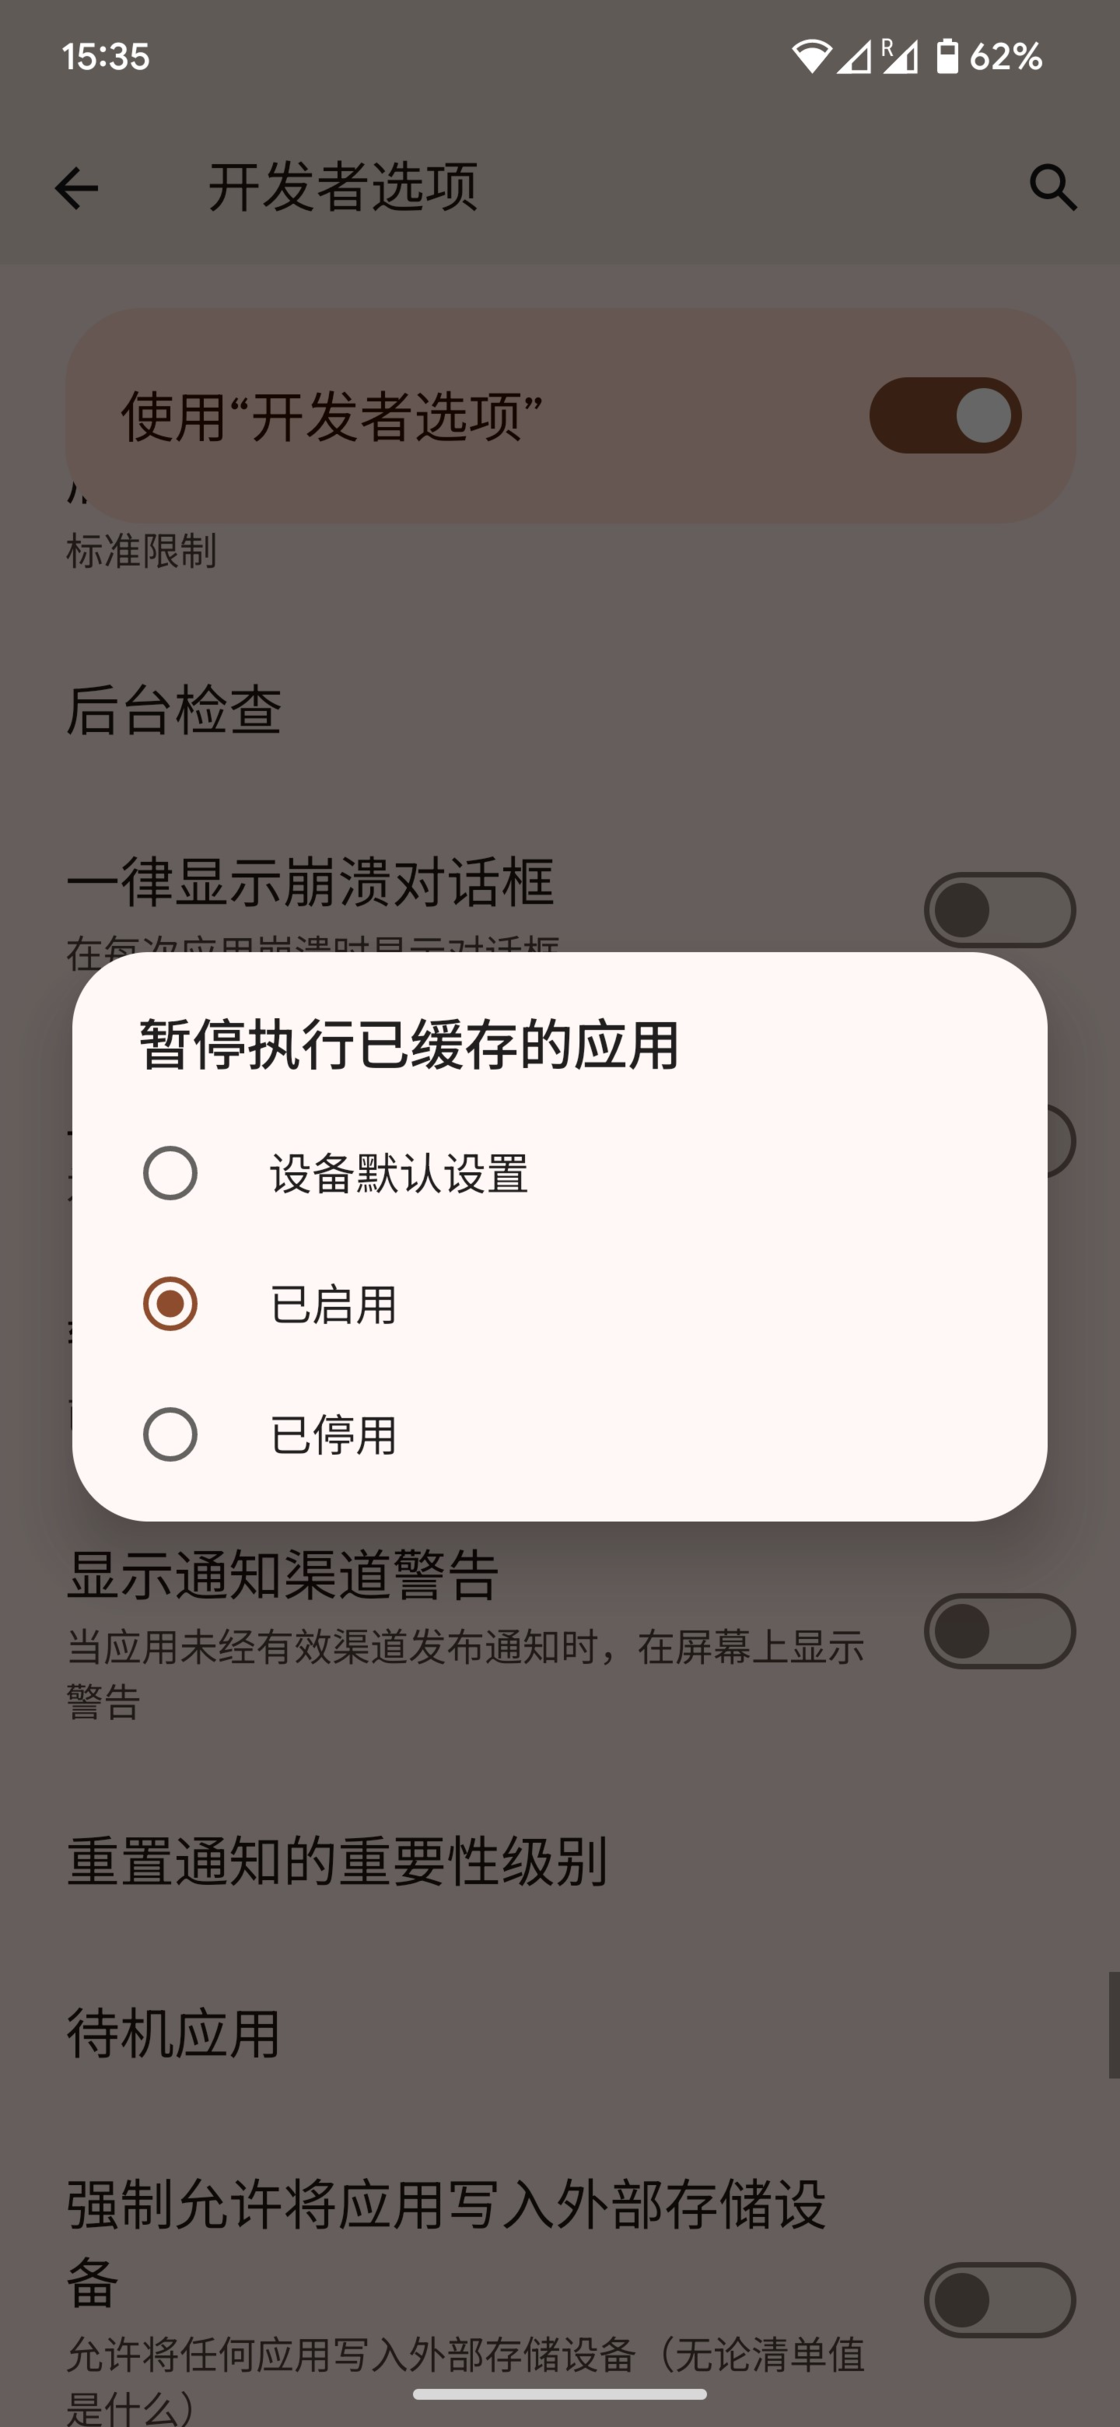 15:35
R
62%
开发者选项
使用“开发者选项”
标准限制
后台检查
一律显示崩溃对话框
在每次应用崩溃时显示对话框
暂停执行已缓存的应用
设备默认设置
已启用
已停用
显示通知渠道警告
当应用未经有效渠道发布通知时，在屏幕上显示
警告
重置通知的重要性级别
待机应用
强制允许将应用写入外部存储设
备
允许将任何应用写入外部存储设备（无论清单值
是什么）